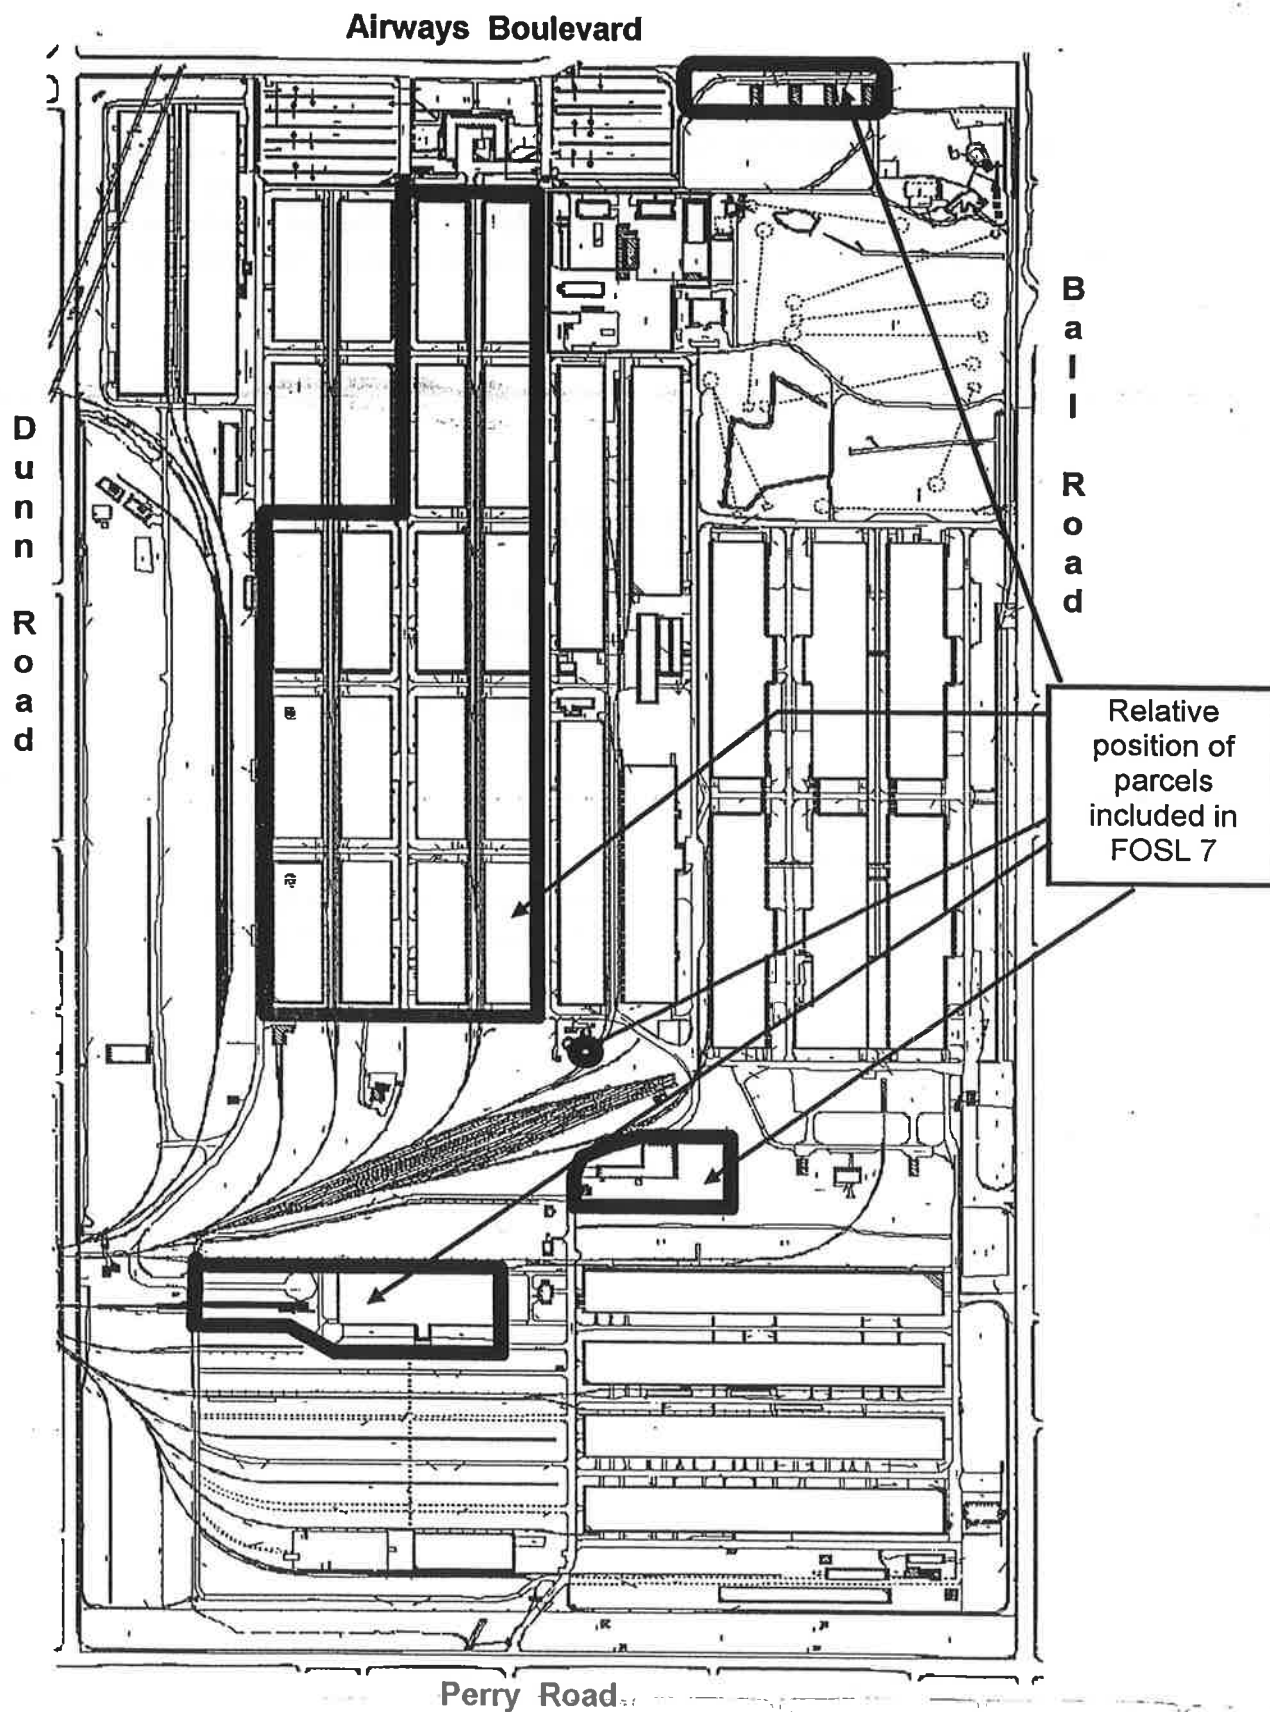 Airways Boulevard
Dunn Road
Ball Road
Relative
position of
parcels
included in
FOSL 7
Perry Road